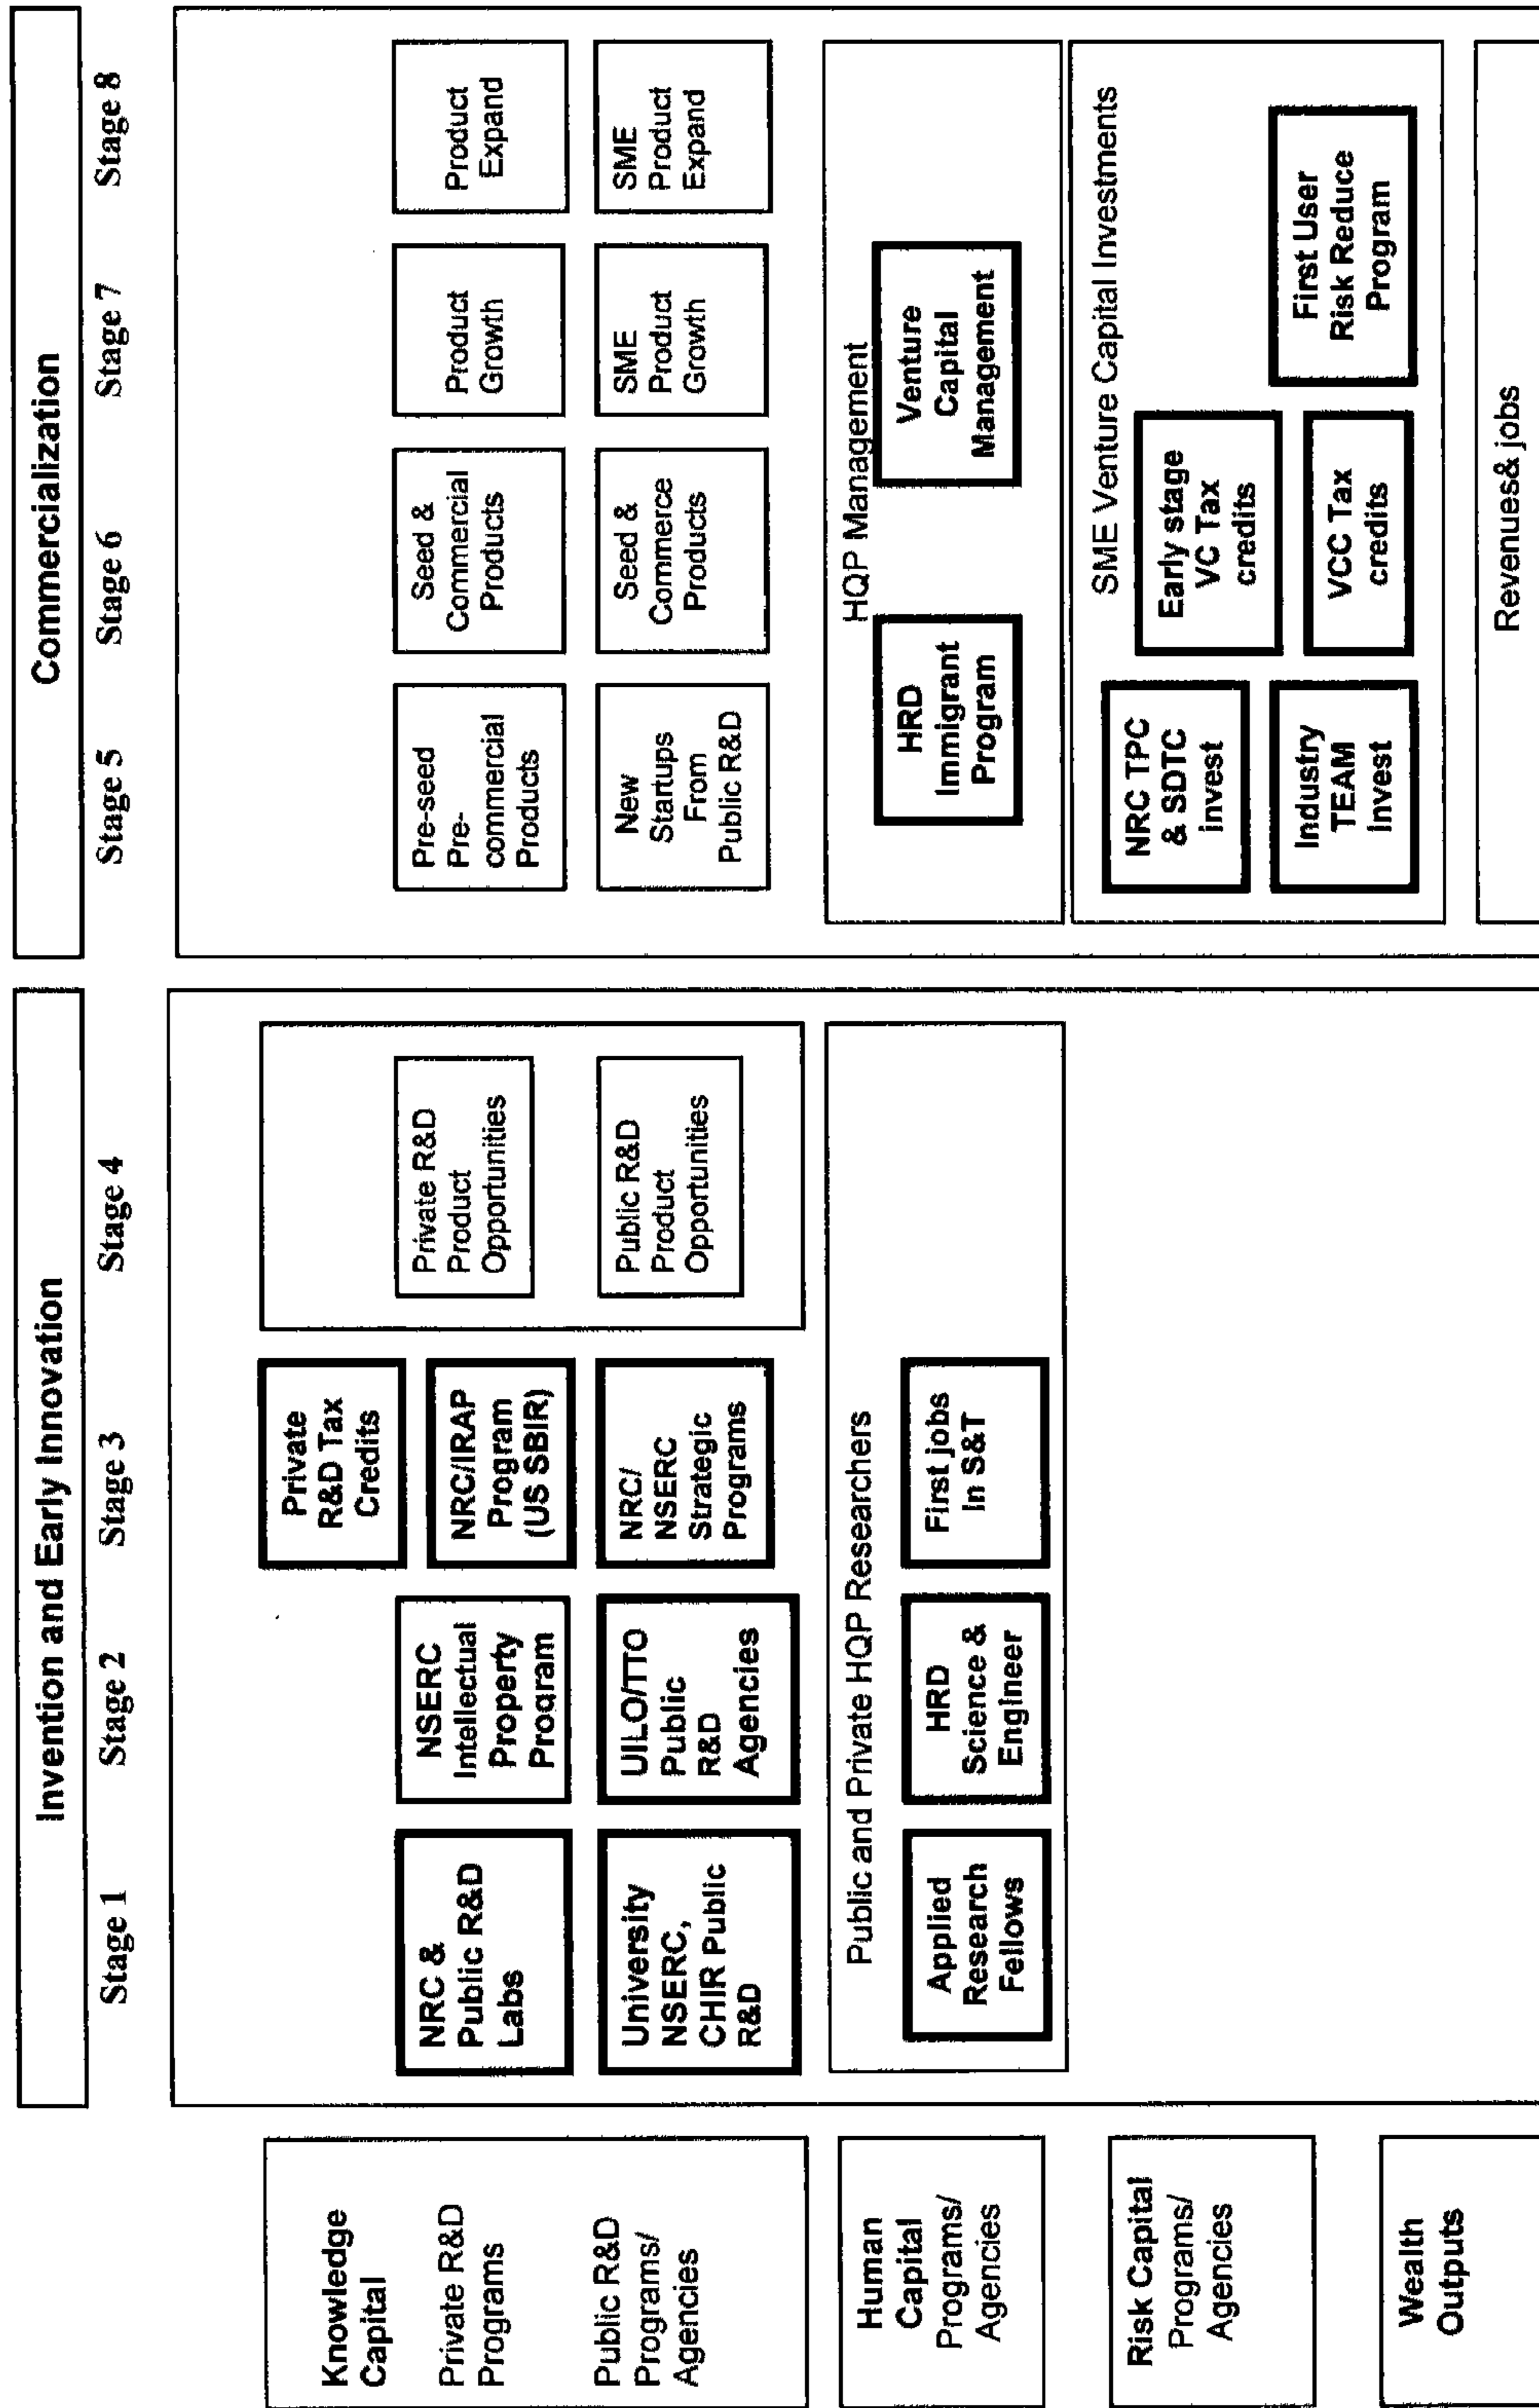 Invention and Early Innovation
Commercialization
Stage 1
Stage 2
Stage 3
Stage 4
Stage 5
Stage 6
Stage 7
Stage 8
Knowledge
Capital
Private R&D
Programs
Public R&D
Programs/
Agencies
Private
R&D Tax
Credits
NRC &
Public R&D
Labs
NSERC
Intellectual
Property
Program
NRC/IRAP
Program
(US SBIR)
Private R&D
Product
Opportunities
Pre-seed
Pre-
commercial
Products
Seed &
Commercial
Products
Product
Growth
Product
Expand
University
NSERC,
CHIR Public
R&D
UILO/TTO
Public
R&D
Agencies
NRC/
NSERC
Strategic
Programs
Public R&D
Product
Opportunities
New
Startups
From
Public R&D
Seed &
Commerce
Products
SME
Product
Growth
SME
Product
Expand
Human
Capital
Programs/
Agencies
Public and Private HQP Researchers
Applied
Research
Fellows
HRD
Science &
Engineer
First jobs
In S&T
HQP Management
HRD
Immigrant
Program
Venture
Capital
Management
Risk Capital
Programs/
Agencies
SME Venture Capital Investments
NRC TPC
& SDTC
invest
Early stage
VC Tax
credits
Industry
TEAM
invest
VCC Tax
credits
First User
Risk Reduce
Program
Wealth
Outputs
Revenues& jobs